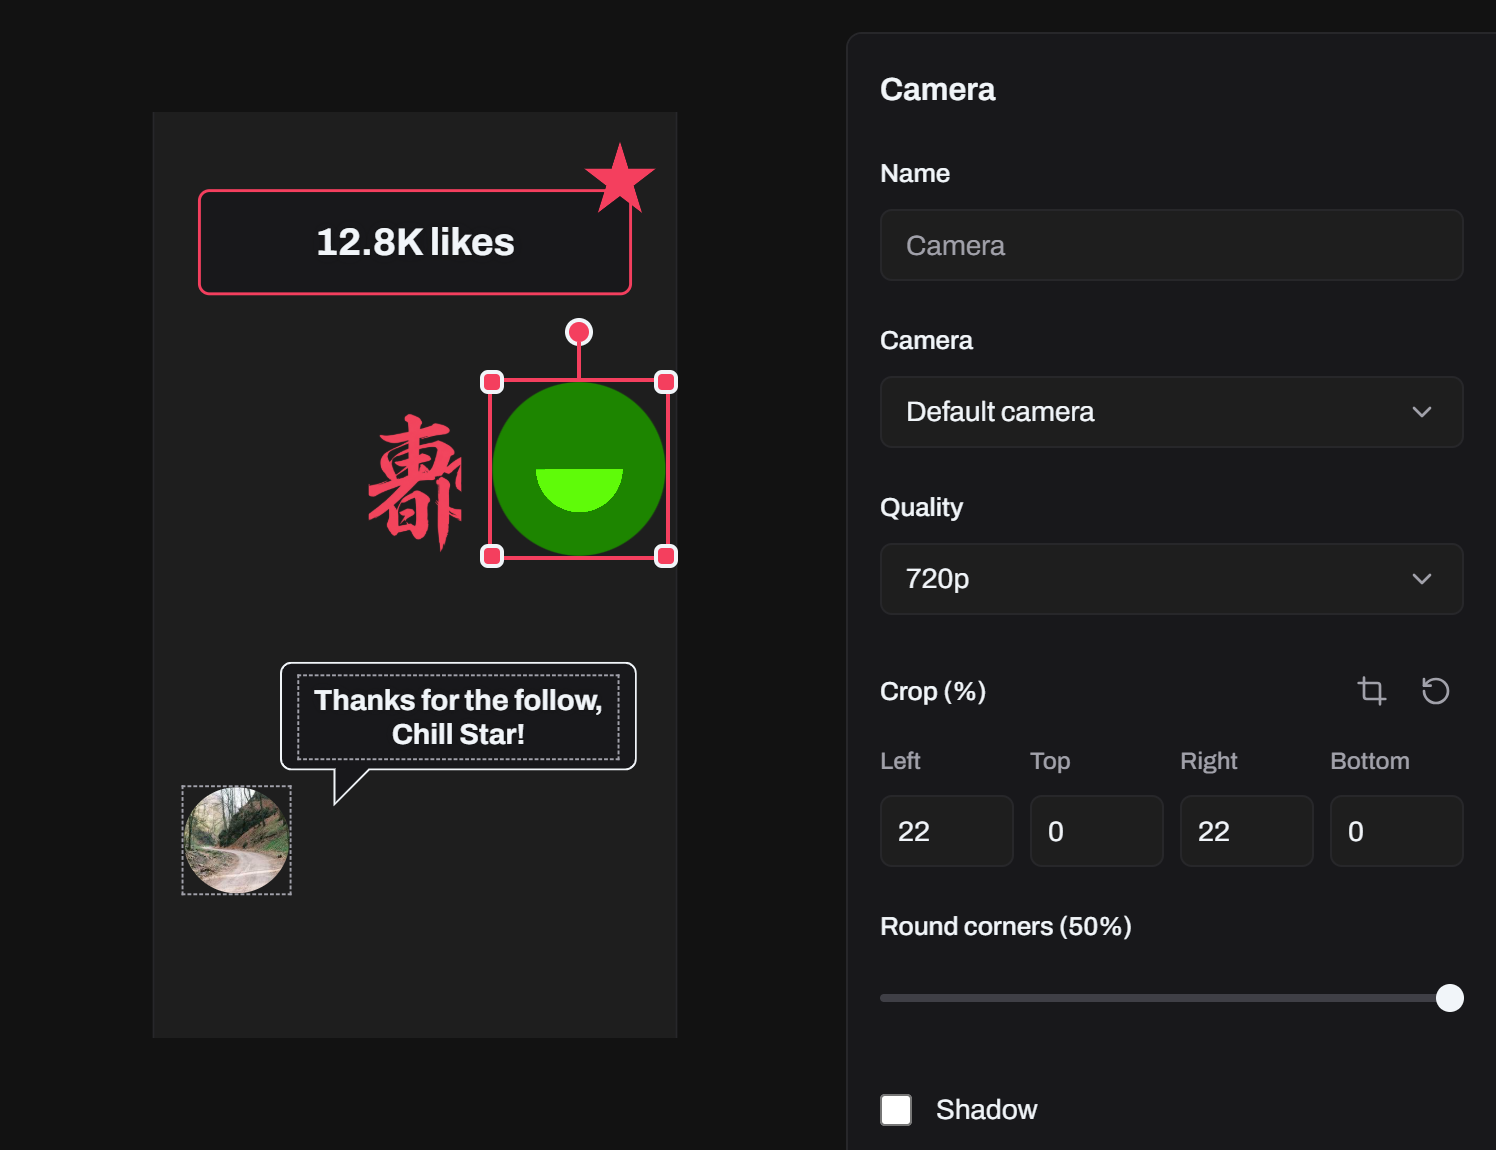 12.8K likes
Thanks for the follow,
Chill Star!
Camera
Name
Camera
Camera
Default camera
Quality
720p
Crop (%)
Left Top Right Bottom
22 0 22 0
Round corners (50%)
Shadow